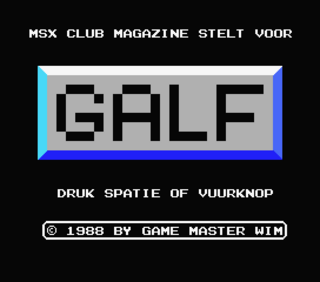 MSX CLUB MAGAZINE STELT VOOR
GALF
DRUK SPATIE OF VUURKNOP
© 1988 BY GAME MASTER WIM